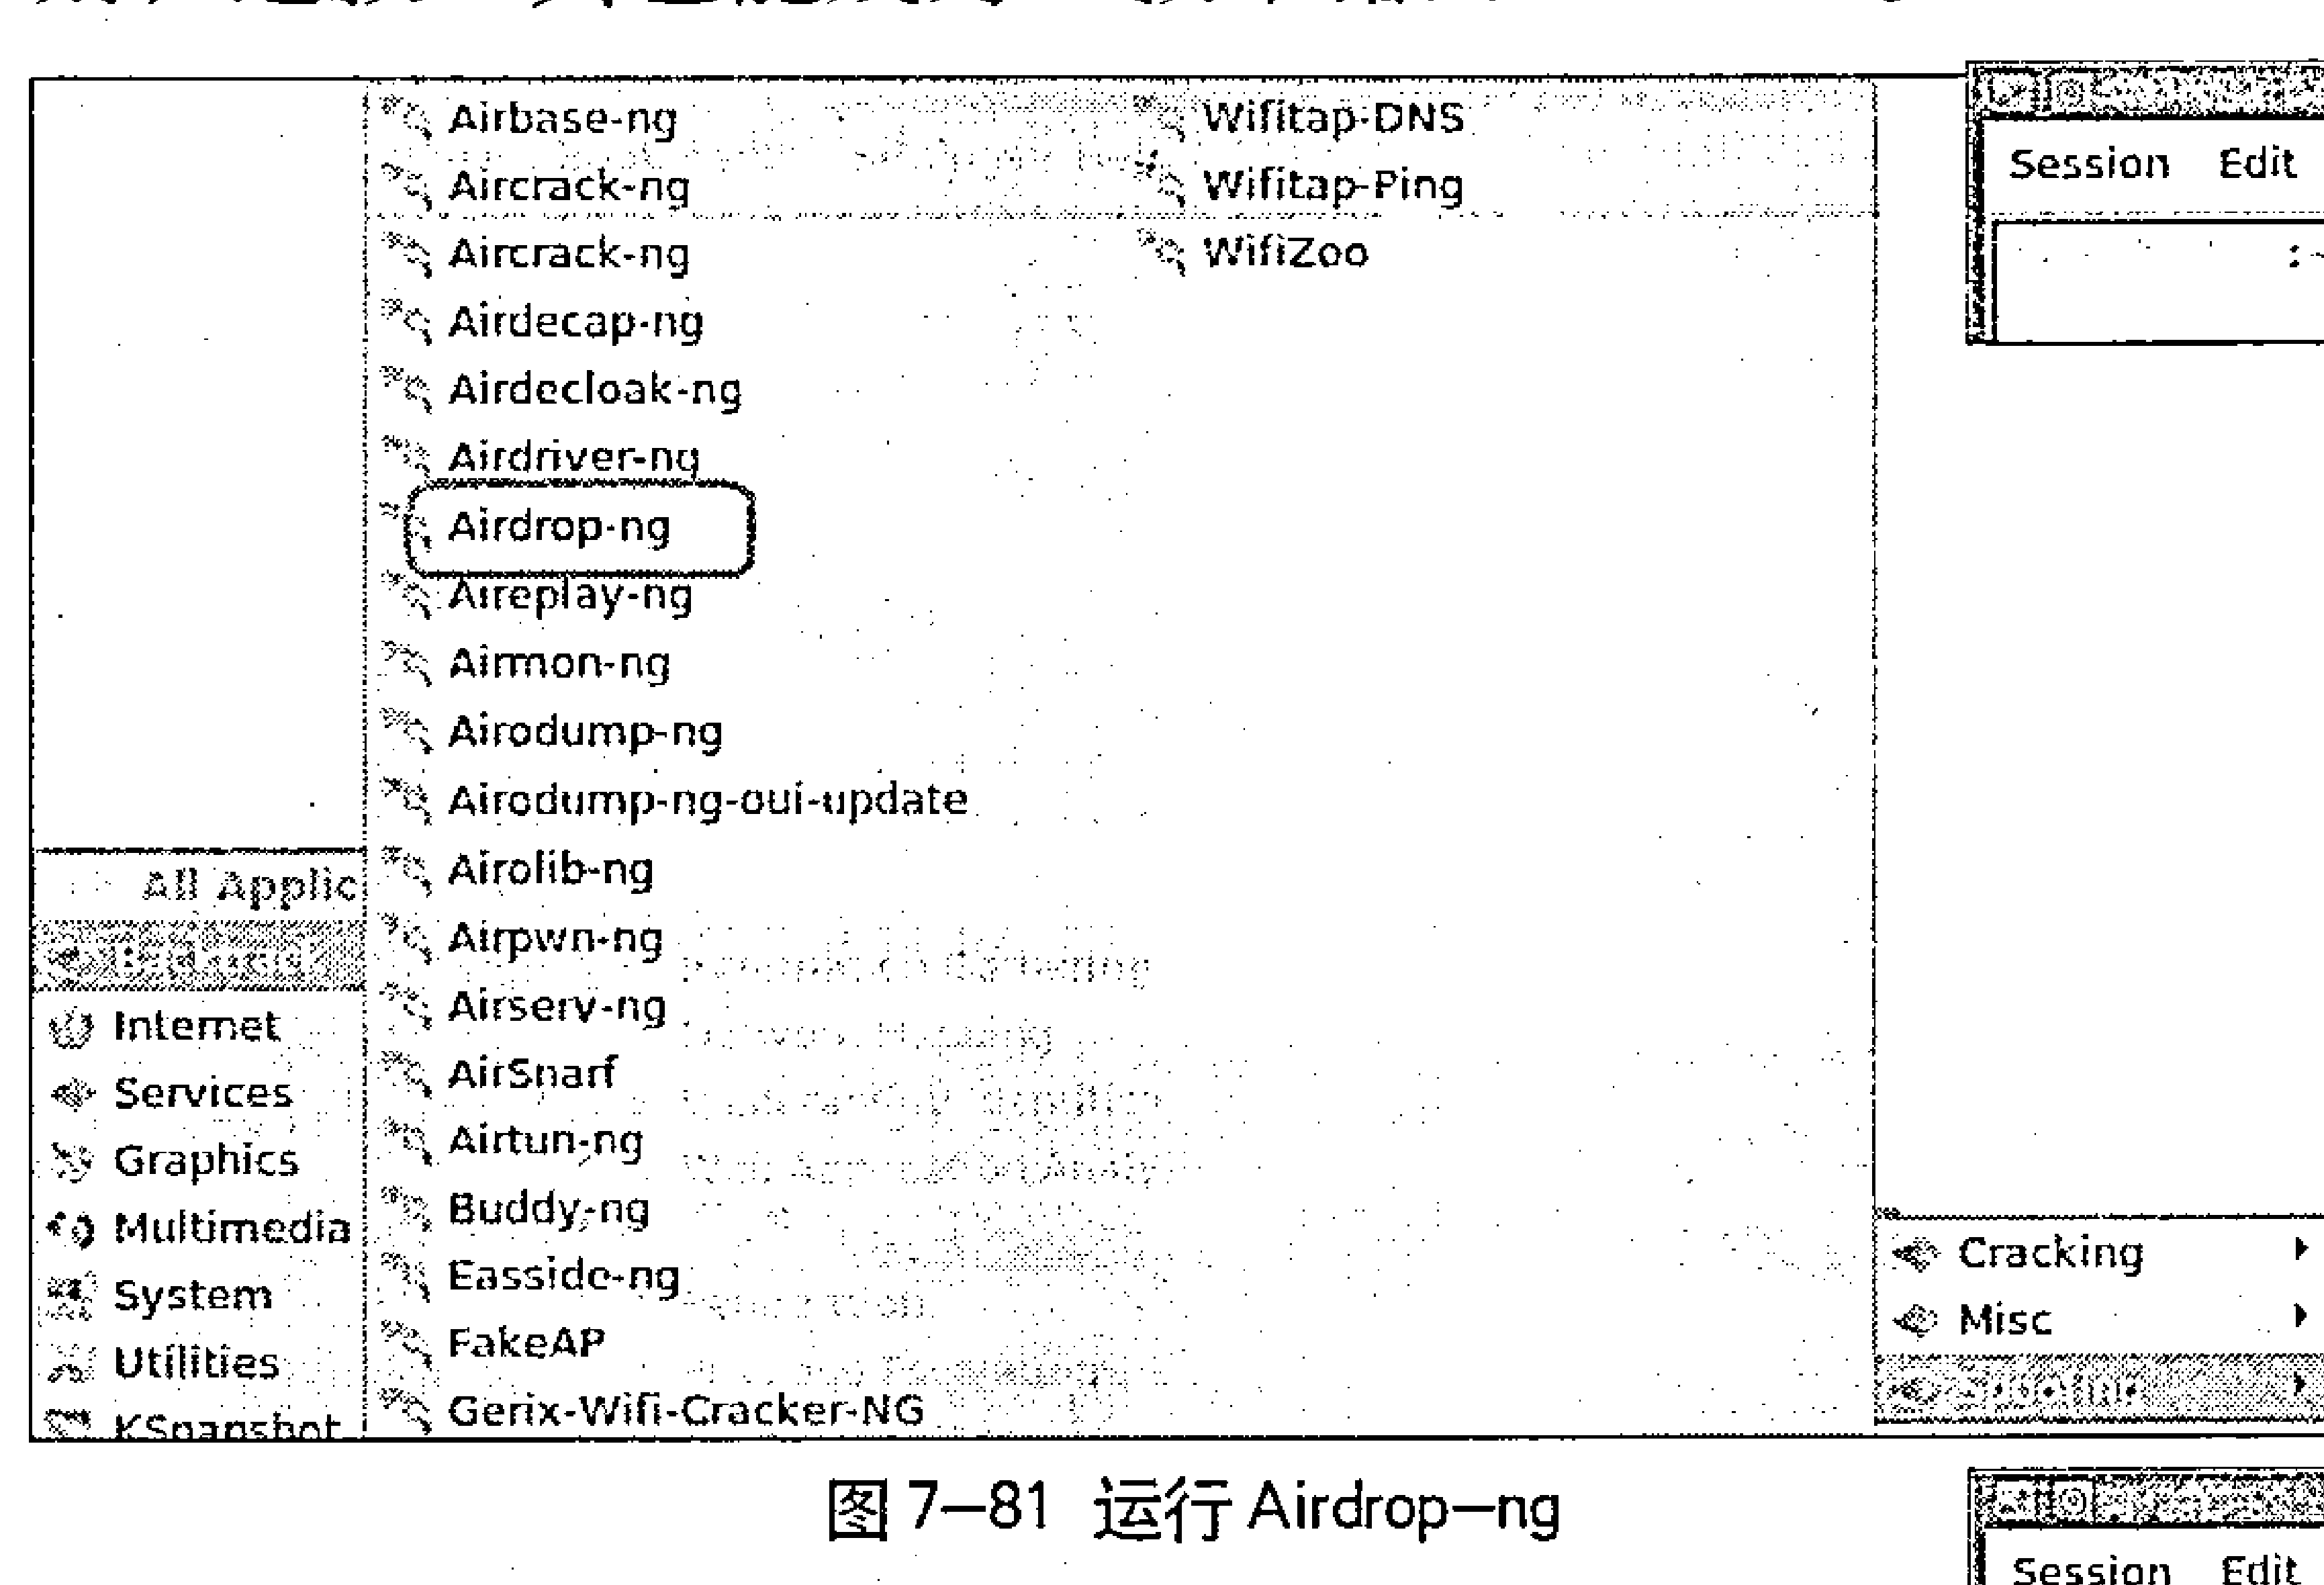 Airbase-ng
Aircrack-ng
Aircrack-ng
Airdecap-ng
Airdecloak-ng
Airdriver-ng
Airdrop-ng
Aireplay-ng
Airmon-ng
Airodump-ng
Airodump-ng-oui-update
Airolib-ng
Airpwn-ng
Airserv-ng
AirSnarf
Airtun-ng
Buddy-ng
Easside-ng
FakeAP
Gerix-Wifi-Cracker-NG
Wifitap-DNS
Wifitap-Ping
WifiZoo
All Applic
Backtrack
Internet
Services
Graphics
Multimedia
System
Utilities
KSnapshot
Cracking
Misc
Spoofing
Session Edit
图 7-81 运行 Airdrop-ng
Session Edit